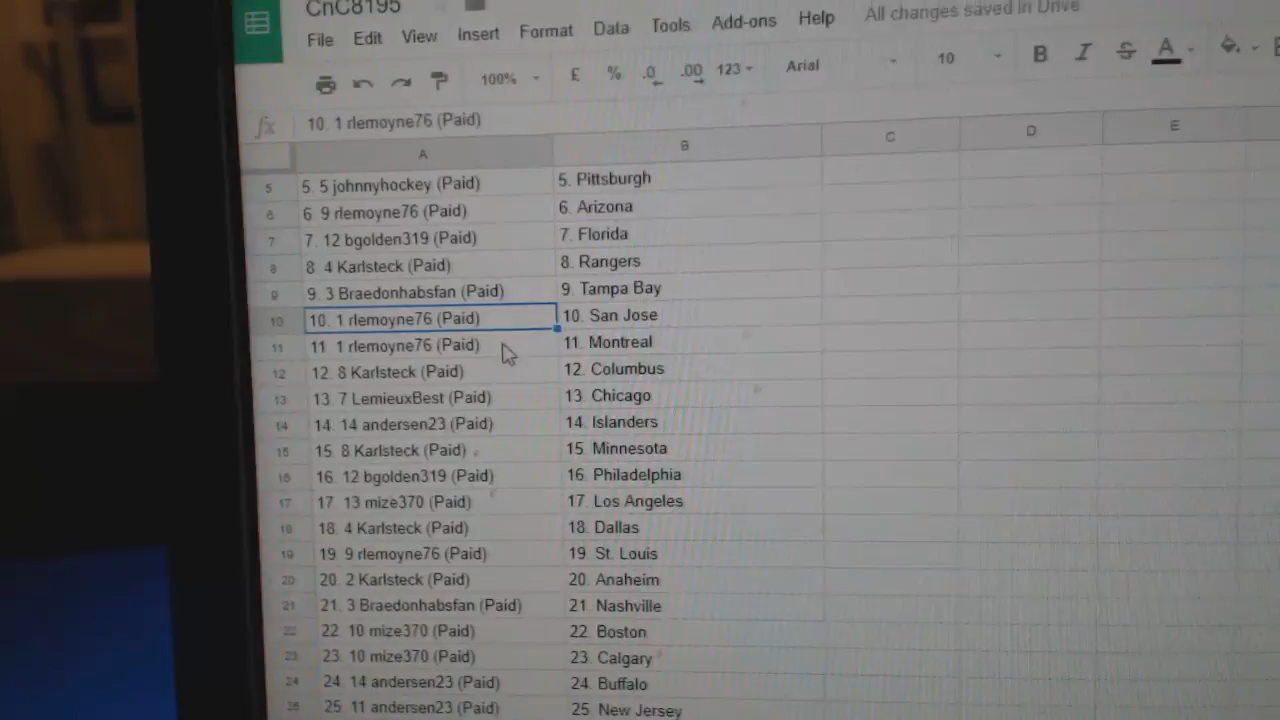 CnC8195
File Edit View Insert Format Data Tools Add-ons Help All changes saved in Drive
100% £ % .0 .00 123 Arial 10 B I S A
fx 10. 1 rlemoyne76 (Paid)
A B C D E
5 5. 5 johnnyhockey (Paid) 5. Pittsburgh
6 6 9 rlemoyne76 (Paid) 6. Arizona
7 7. 12 bgolden319 (Paid) 7. Florida
8 8 4 Karlsteck (Paid) 8. Rangers
9 9. 3 Braedonhabsfan (Paid) 9. Tampa Bay
10 10. 1 rlemoyne76 (Paid) 10. San Jose
11 11 1 rlemoyne76 (Paid) 11. Montreal
12 12. 8 Karlsteck (Paid) 12. Columbus
13 13. 7 LemieuxBest (Paid) 13. Chicago
14 14. 14 andersen23 (Paid) 14. Islanders
15 15. 8 Karlsteck (Paid) 15. Minnesota
16 16. 12 bgolden319 (Paid) 16. Philadelphia
17 17 13 mize370 (Paid) 17. Los Angeles
18 18. 4 Karlsteck (Paid) 18. Dallas
19 19 9 rlemoyne76 (Paid) 19. St. Louis
20 20. 2 Karlsteck (Paid) 20. Anaheim
21 21. 3 Braedonhabsfan (Paid) 21. Nashville
22 22. 10 mize370 (Paid) 22. Boston
23 23. 10 mize370 (Paid) 23. Calgary
24 24. 14 andersen23 (Paid) 24. Buffalo
25 25. 11 andersen23 (Paid) 25. New Jersey